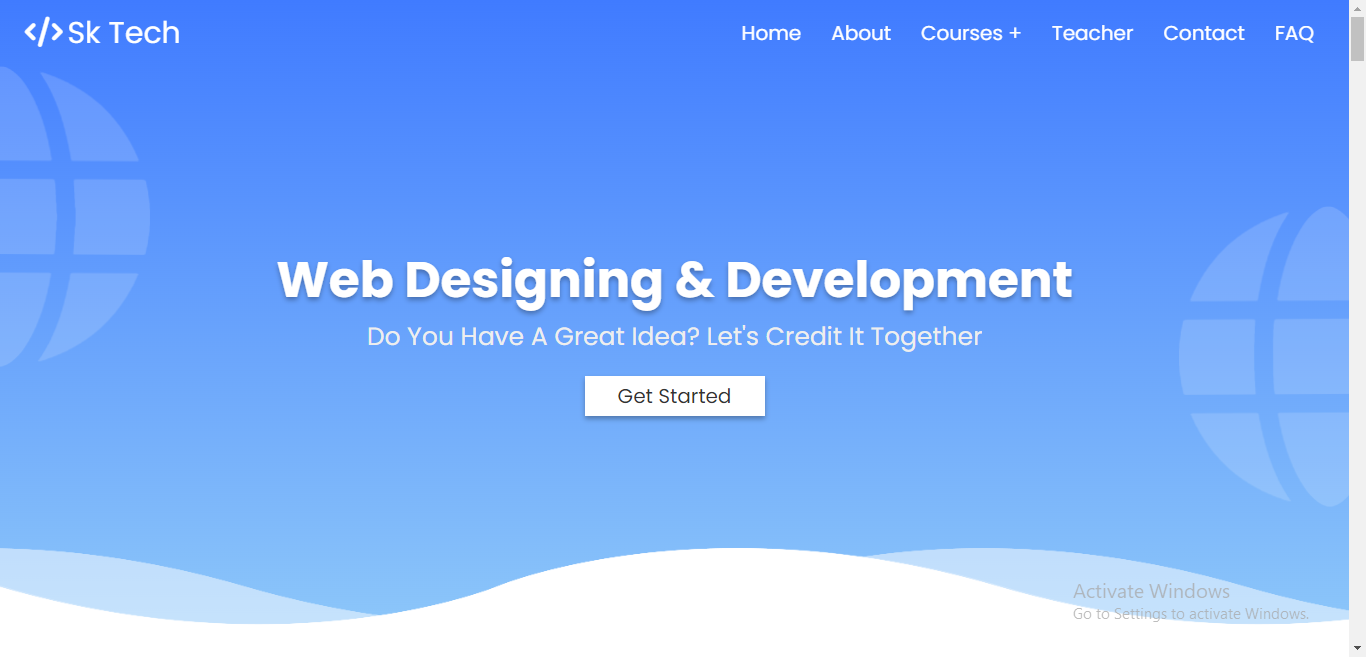 </> Sk Tech
Home About Courses + Teacher Contact FAQ
Web Designing & Development
Do You Have A Great Idea? Let's Credit It Together
Get Started
Activate Windows
Go to Settings to activate Windows.